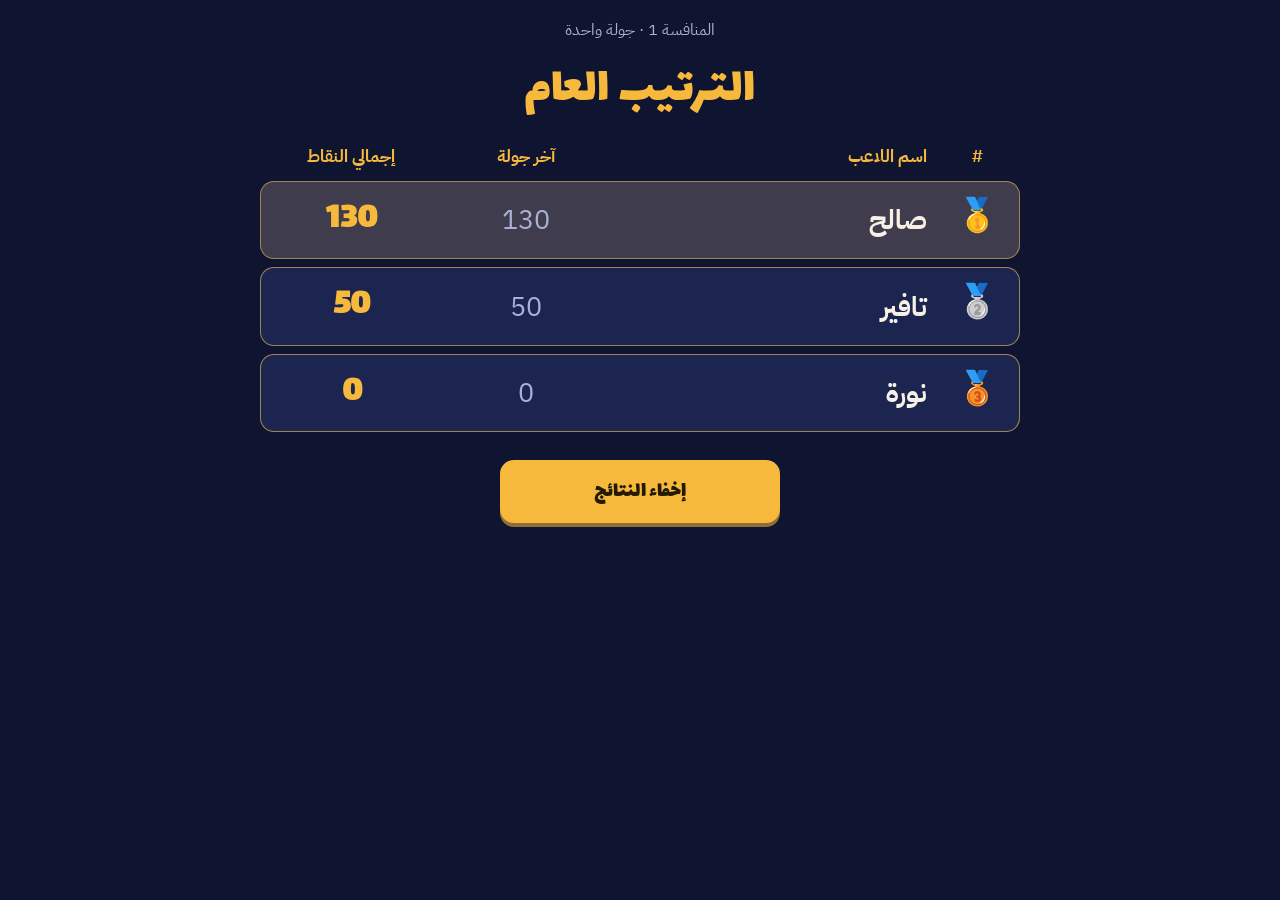 المنافسة 1 · جولة واحدة
الترتيب العام
# اسم اللاعب آخر جولة إجمالي النقاط
🥇 صالح 130 130
🥈 تافير 50 50
🥉 نورة 0 0
إخفاء النتائج